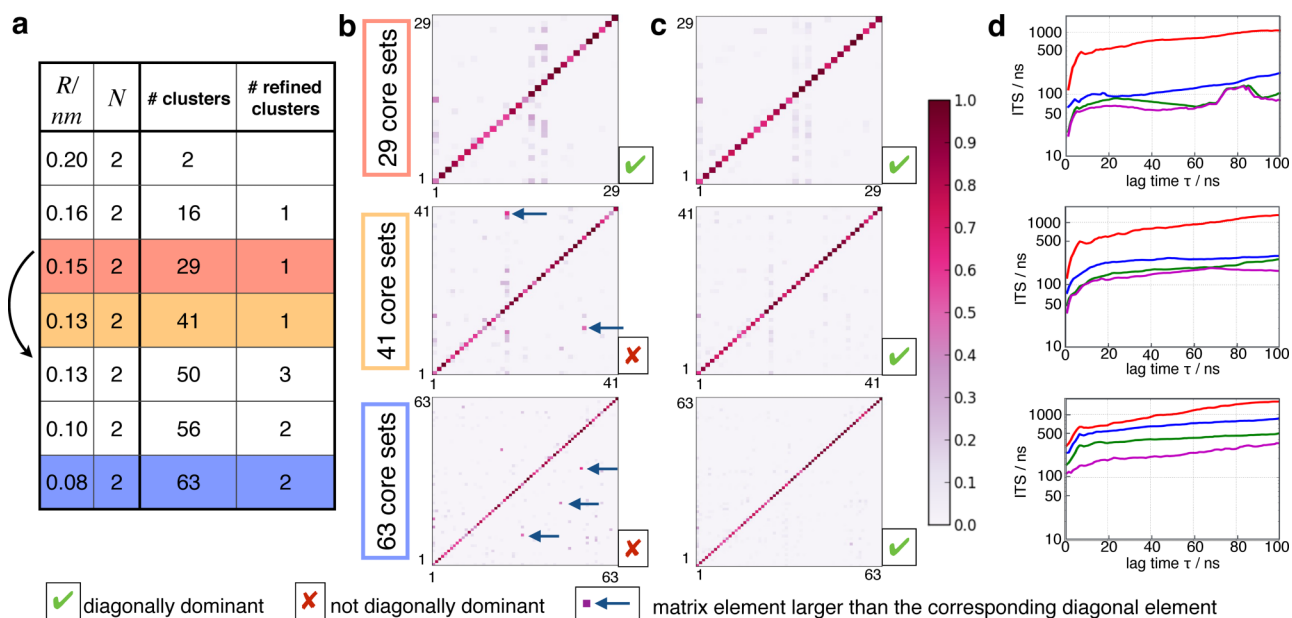 a
R/ nm N # clusters # refined clusters
0.20 2 2
0.16 2 16 1
0.15 2 29 1
0.13 2 41 1
0.13 2 50 3
0.10 2 56 2
0.08 2 63 2
b
29 core sets
29
1
1 29
41 core sets
41
1
1 41
63 core sets
63
1
1 63
c
29
1
1 29
41
1
1 41
63
1
1 63
1.0
0.9
0.8
0.7
0.6
0.5
0.4
0.3
0.2
0.1
0.0
d
ITS / ns
1000
500
100
50
10
0 20 40 60 80 100
lag time τ / ns
ITS / ns
1000
500
100
50
10
0 20 40 60 80 100
lag time τ / ns
ITS / ns
1000
500
100
50
10
0 20 40 60 80 100
lag time τ / ns
✔ diagonally dominant ✘ not diagonally dominant matrix element larger than the corresponding diagonal element